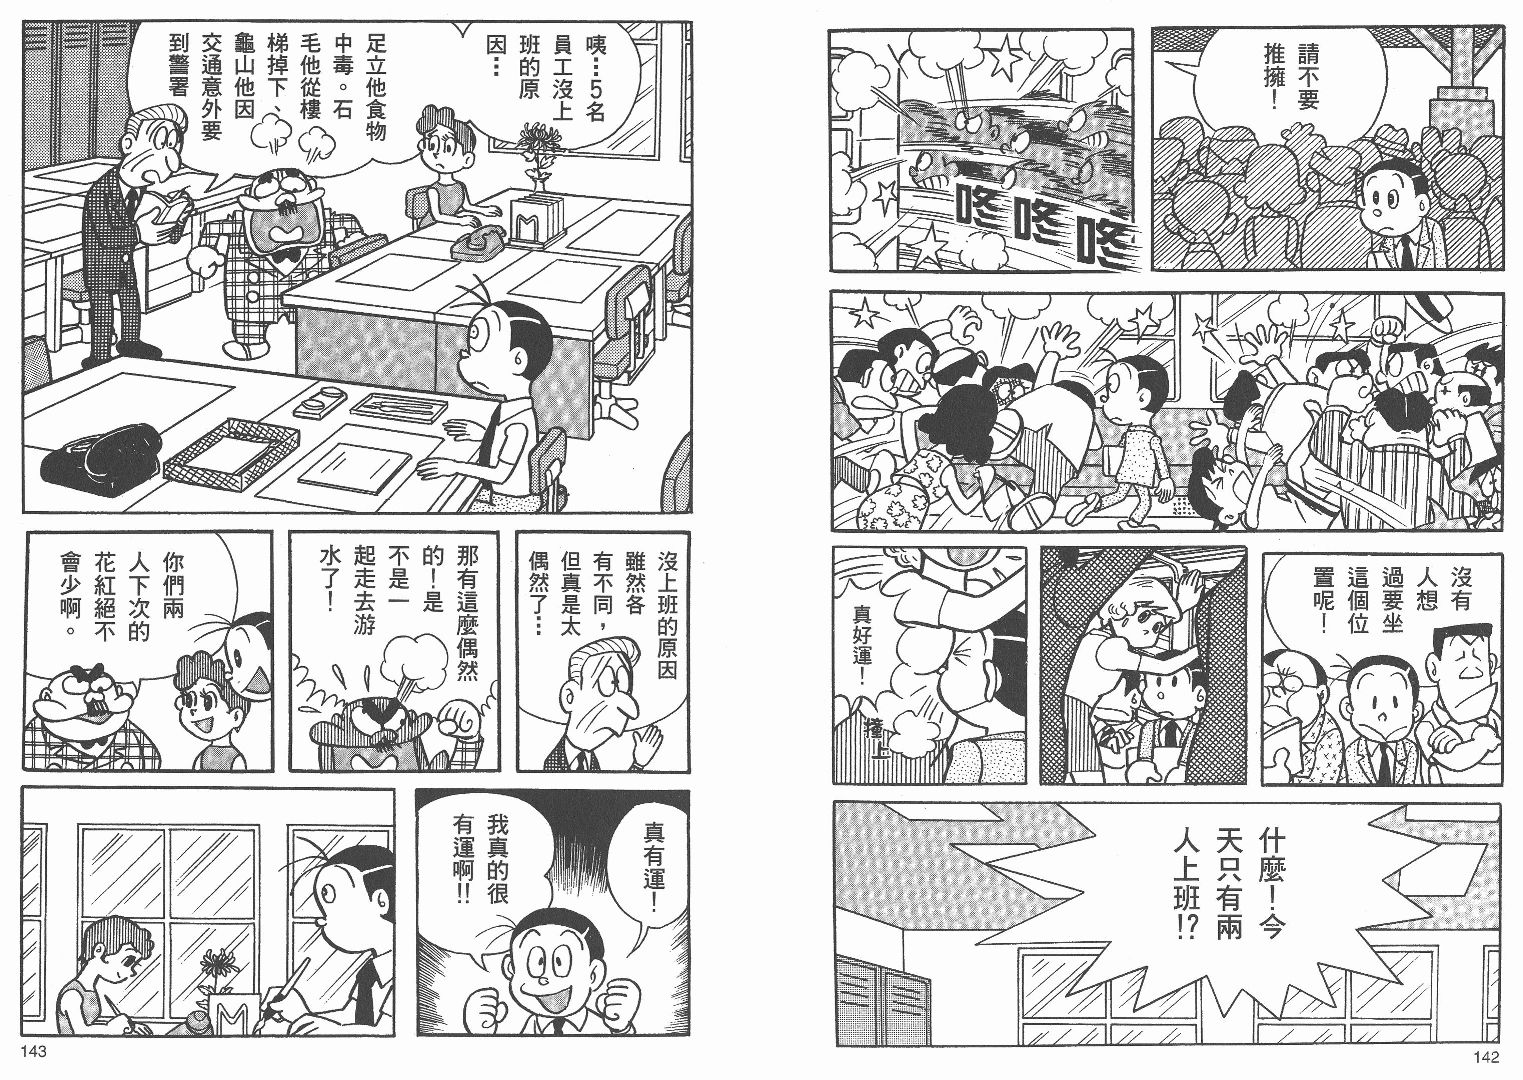 請不要
推擁！
咚咚咚
沒有
人想
過要坐
這個位
置呢！
真好運！
撞上
什麼！今
天只有兩
人上班!?
142
咦…5名
員工沒上
班的原
因…
足立他食物
中毒。石
毛他從樓
梯掉下、
龜山他因
交通意外要
到警署
M
沒上班的原因
雖然各
有不同，
但真是太
偶然了…
那有這麼偶然
的！是
不是一
起走去游
水了！
你們兩
人下次的
花紅絕不
會少啊。
真有運！
我真的很
有運啊!!
M
143